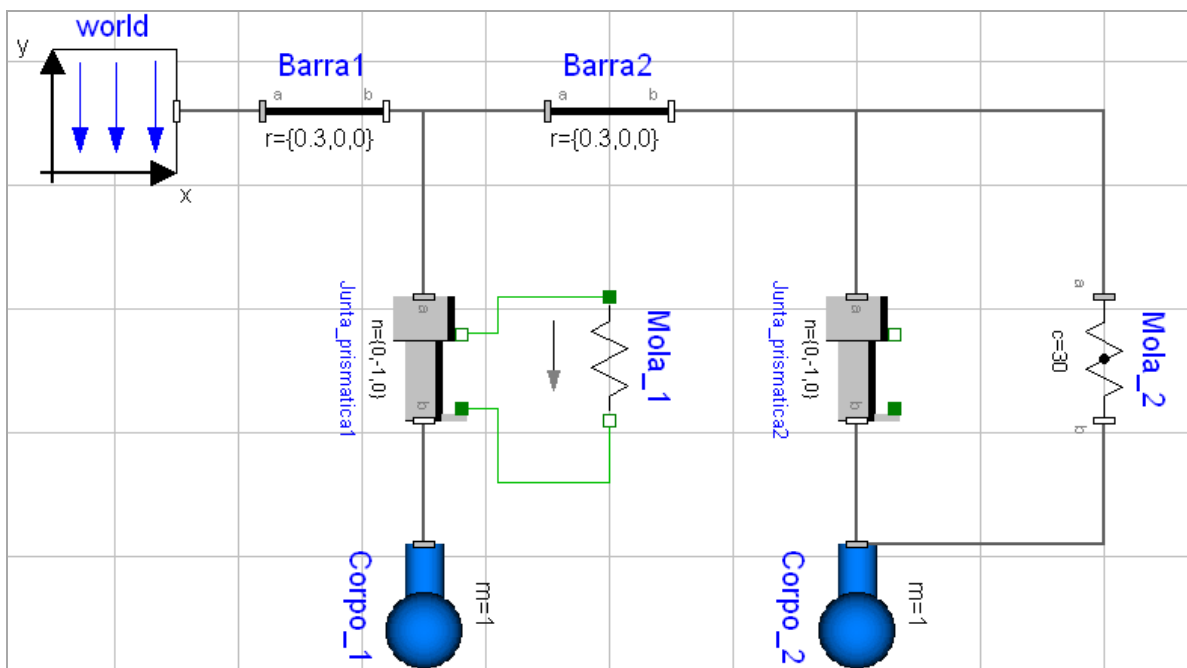 world
y
x
Barra1
a
b
r={0.3,0,0}
Barra2
a
b
r={0.3,0,0}
Junta_prismatica1
n={0,-1,0}
a
b
Mola_1
Junta_prismatica2
n={0,-1,0}
a
b
a
c=30
b
Mola_2
Corpo_1
m=1
Corpo_2
m=1